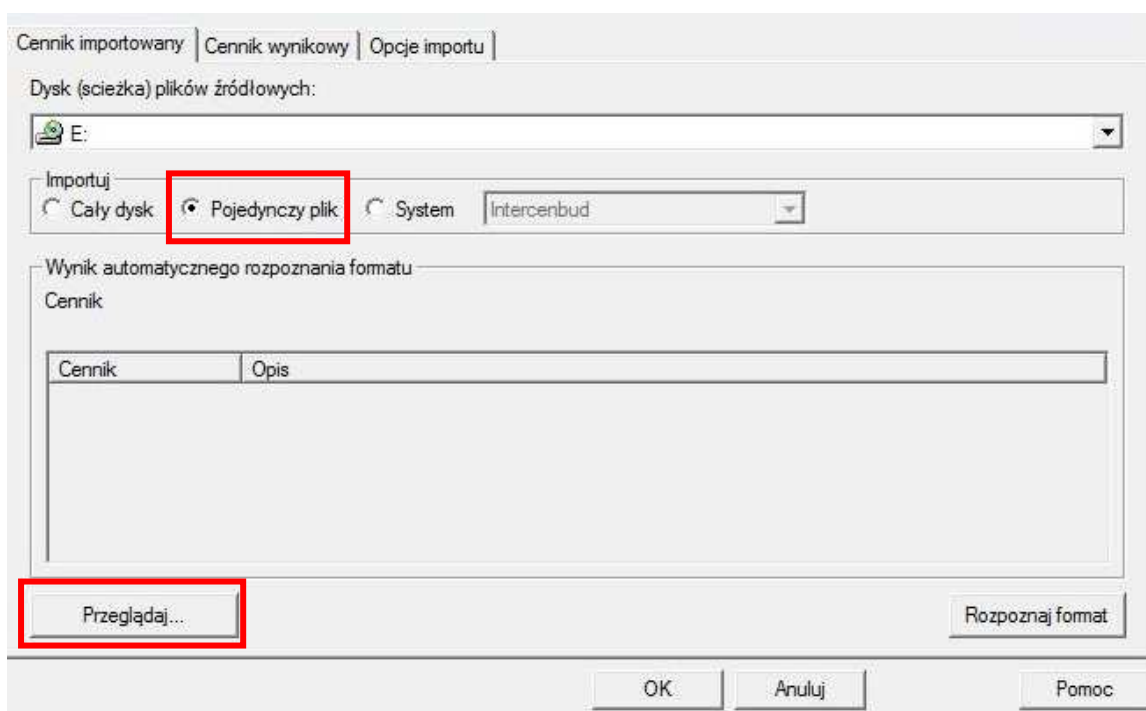 Cennik importowany Cennik wynikowy Opcje importu
Dysk (scieżka) plików źródłowych:
E:
Importuj
Cały dysk Pojedynczy plik System Intercenbud
Wynik automatycznego rozpoznania formatu
Cennik
Cennik Opis
Przeglądaj... Rozpoznaj format
OK Anuluj Pomoc